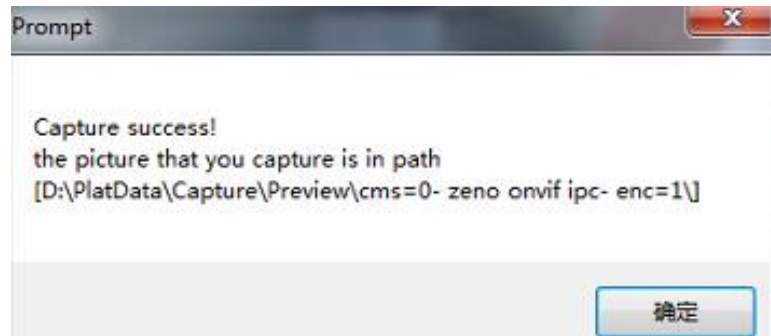 Prompt
Capture success!
the picture that you capture is in path
[D:\PlatData\Capture\Preview\cms=0- zeno onvif ipc- enc=1\]
确定